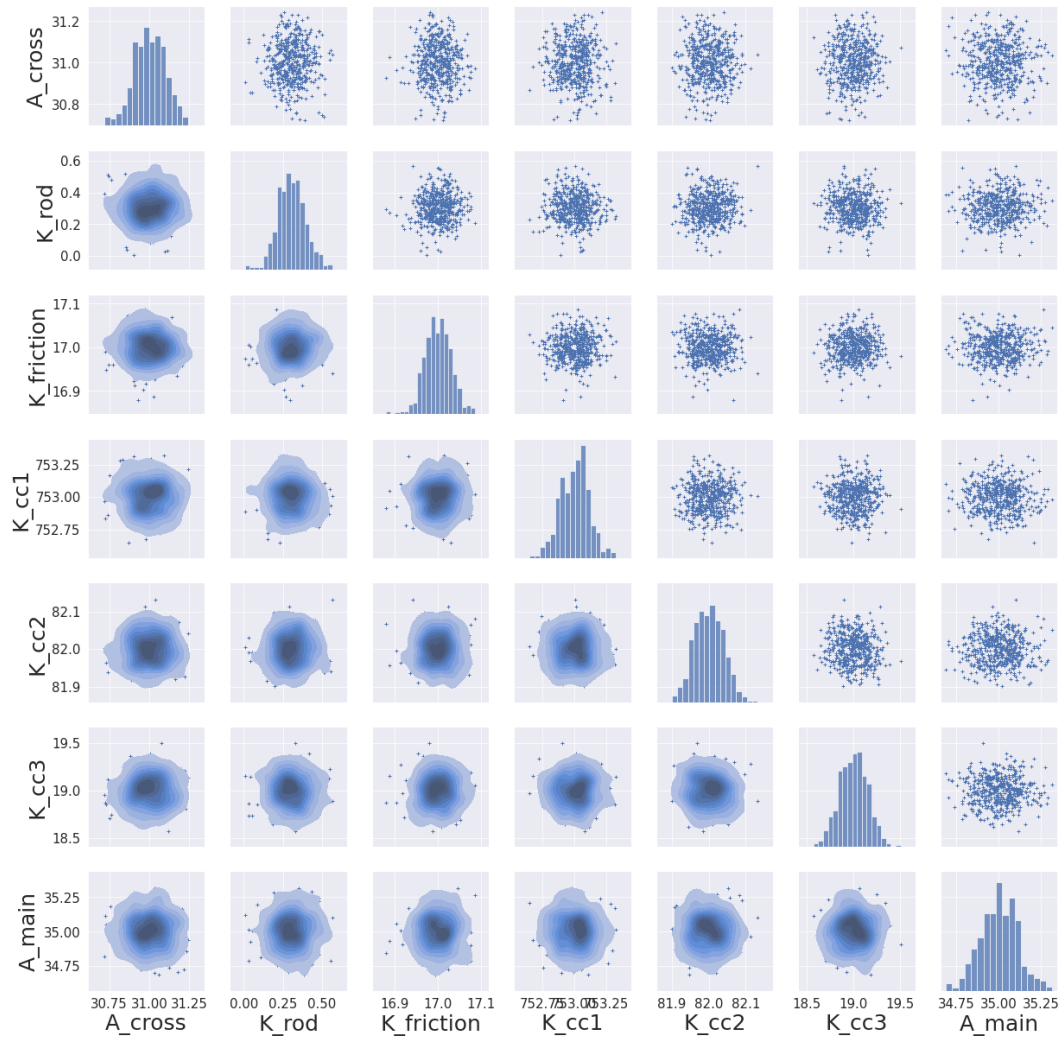 A_cross
31.2
31.0
30.8
K_rod
0.6
0.4
0.2
0.0
K_friction
17.1
17.0
16.9
K_cc1
753.25
753.00
752.75
K_cc2
82.1
82.0
81.9
K_cc3
19.5
19.0
18.5
A_main
35.25
35.00
34.75
30.75 31.00 31.25 0.00 0.25 0.50 16.9 17.0 17.1 752.75 753.00 753.25 81.9 82.0 82.1 18.5 19.0 19.5 34.75 35.00 35.25
A_cross K_rod K_friction K_cc1 K_cc2 K_cc3 A_main